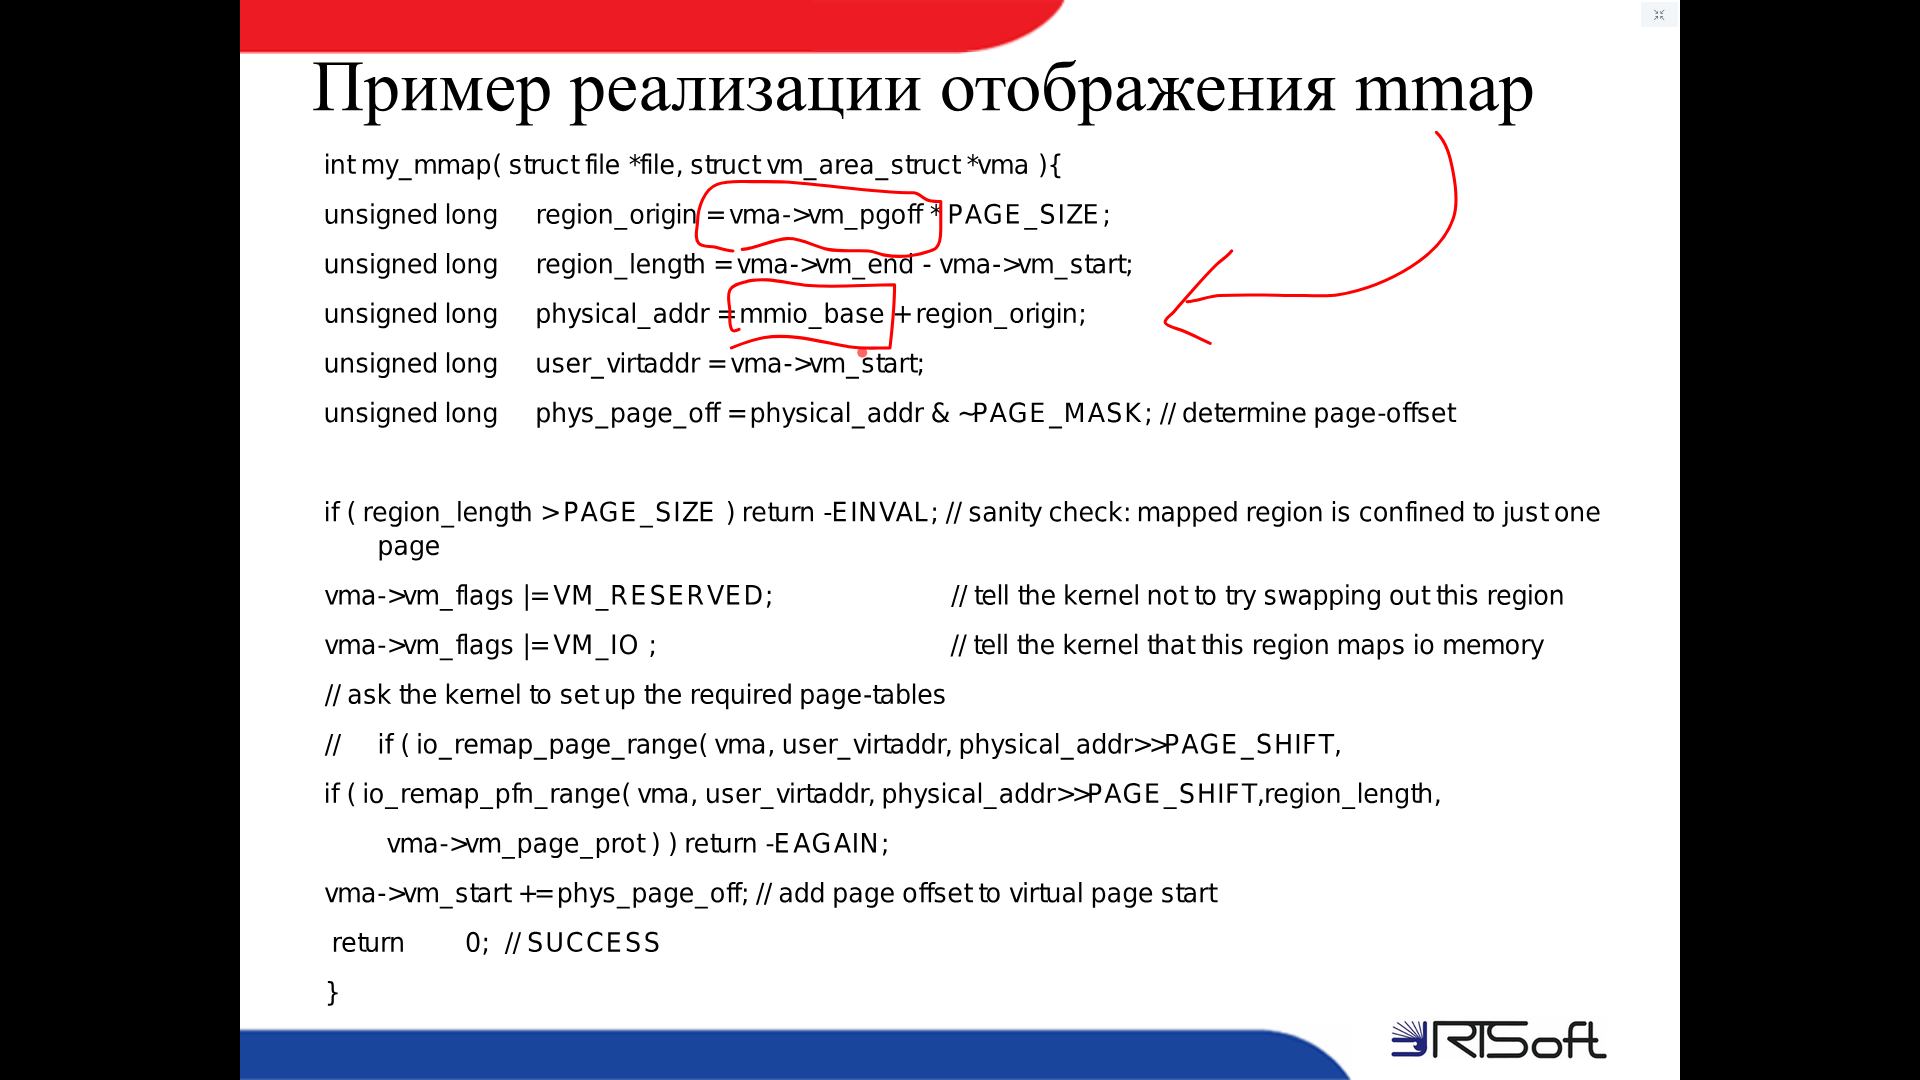 Пример реализации отображения mmap
int my_mmap( struct file *file, struct vm_area_struct *vma ){
unsigned long region_origin = vma->vm_pgoff * PAGE_SIZE;
unsigned long region_length = vma->vm_end - vma->vm_start;
unsigned long physical_addr = mmio_base + region_origin;
unsigned long user_virtaddr = vma->vm_start;
unsigned long phys_page_off = physical_addr & ~PAGE_MASK; // determine page-offset
if ( region_length > PAGE_SIZE ) return -EINVAL; // sanity check: mapped region is confined to just one
page
vma->vm_flags |= VM_RESERVED; // tell the kernel not to try swapping out this region
vma->vm_flags |= VM_IO ; // tell the kernel that this region maps io memory
// ask the kernel to set up the required page-tables
// if ( io_remap_page_range( vma, user_virtaddr, physical_addr>>PAGE_SHIFT,
if ( io_remap_pfn_range( vma, user_virtaddr, physical_addr>>PAGE_SHIFT,region_length,
vma->vm_page_prot ) ) return -EAGAIN;
vma->vm_start += phys_page_off; // add page offset to virtual page start
return 0; // SUCCESS
}
RTSoft